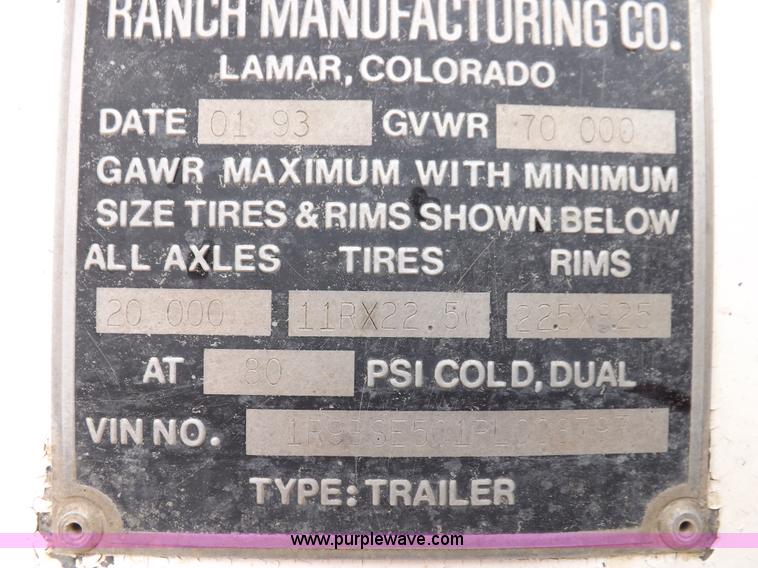 RANCH MANUFACTURING CO.
LAMAR, COLORADO
DATE 01 93 GVWR 70 000
GAWR MAXIMUM WITH MINIMUM
SIZE TIRES & RIMS SHOWN BELOW
ALL AXLES TIRES RIMS
20 000 11RX22.5 225X825
AT 80 PSI COLD, DUAL
VIN NO.
TYPE: TRAILER
www.purplewave.com